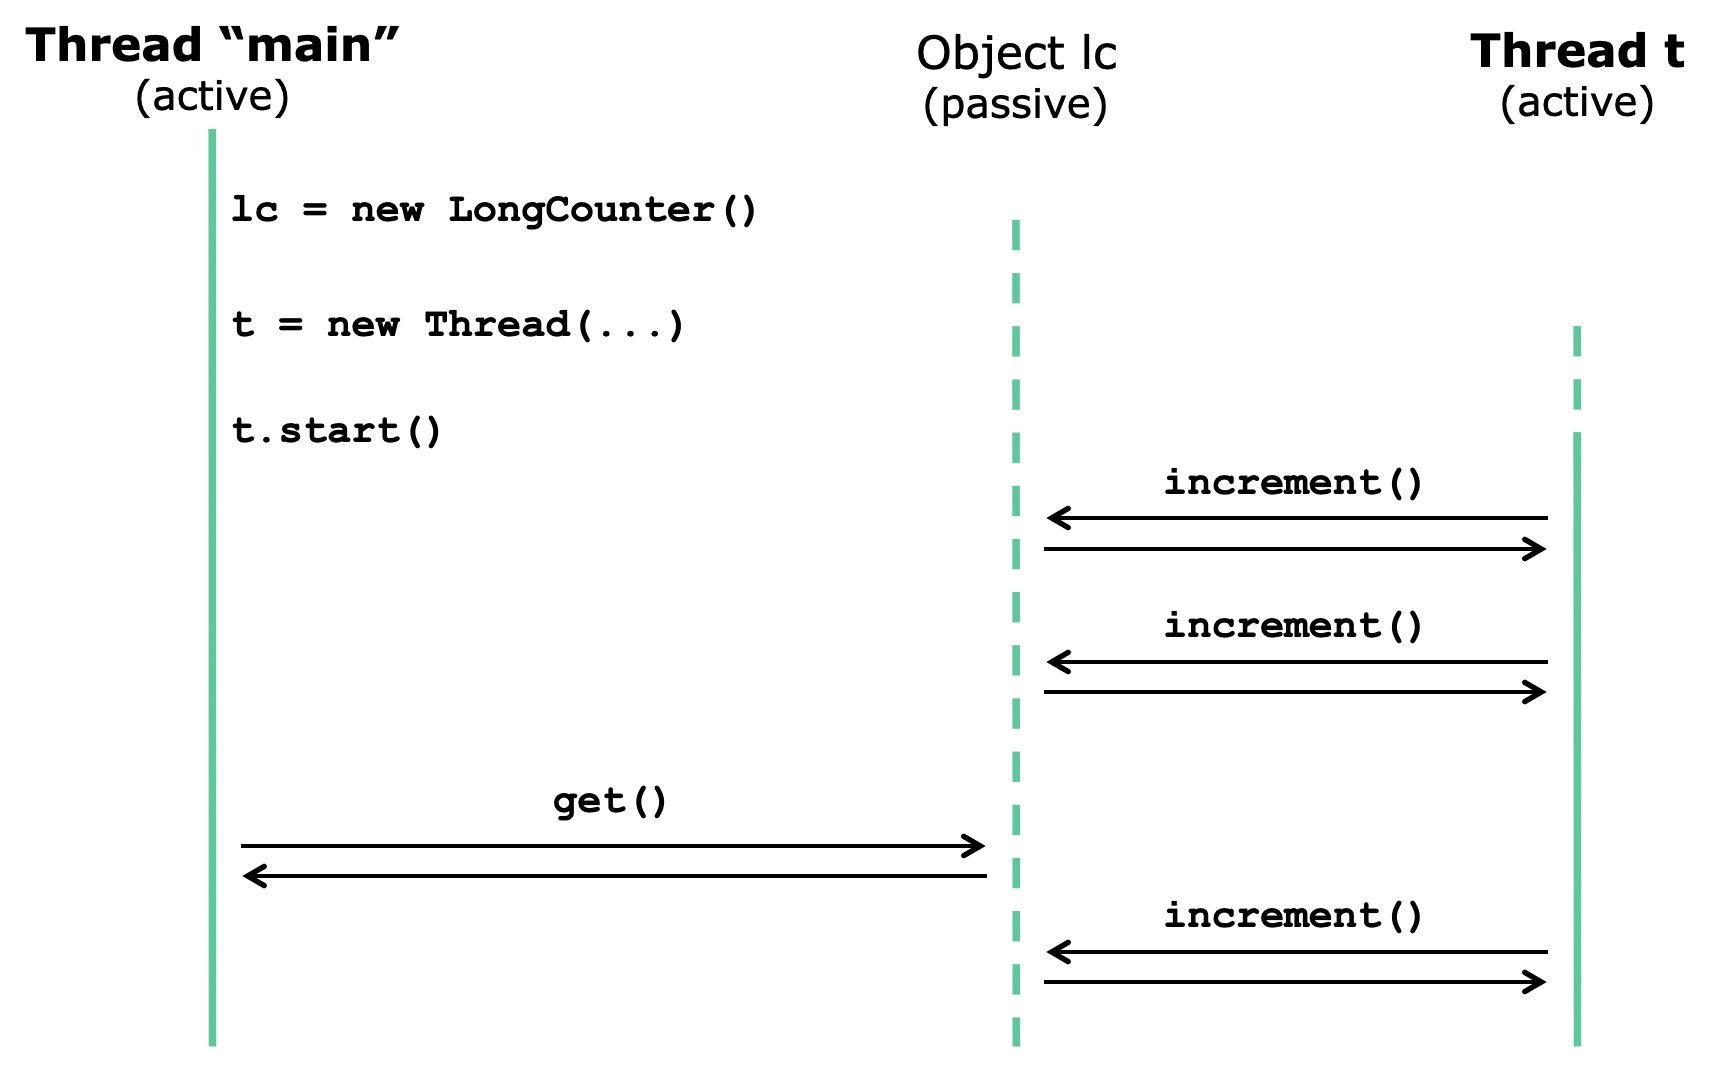 Thread “main”
(active)
Object lc
(passive)
Thread t
(active)
lc = new LongCounter()
t = new Thread(...)
t.start()
increment()
increment()
get()
increment()